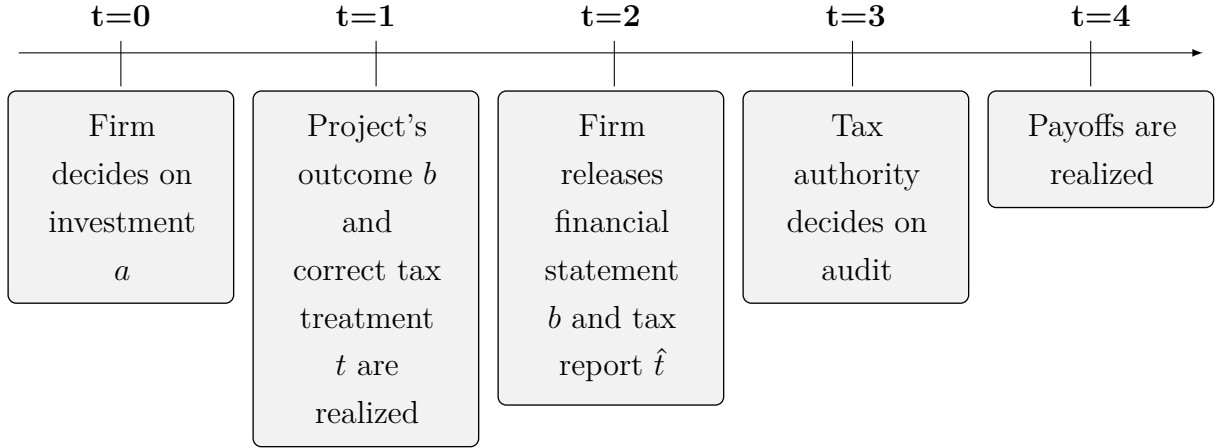 t=0
t=1
t=2
t=3
t=4
Firm
decides on
investment
a
Project's
outcome b
and
correct tax
treatment
t are
realized
Firm
releases
financial
statement
b and tax
report t̂
Tax
authority
decides on
audit
Payoffs are
realized